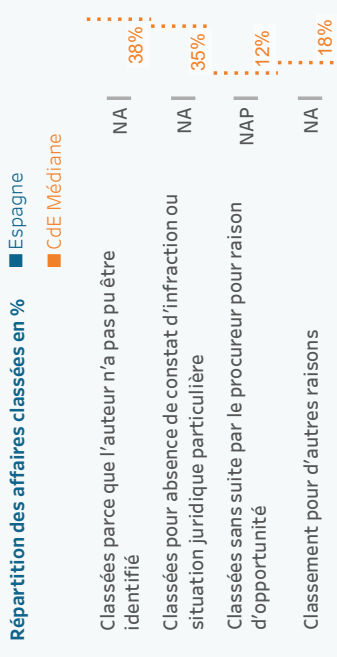 Répartition des affaires classées en %
Espagne
CdE Médiane
Classées parce que l'auteur n'a pas pu être
identifié
NA
38%
Classées pour absence de constat d'infraction ou
situation juridique particulière
NA
35%
Classées sans suite par le procureur pour raison
d'opportunité
NAP
12%
Classement pour d'autres raisons
NA
18%